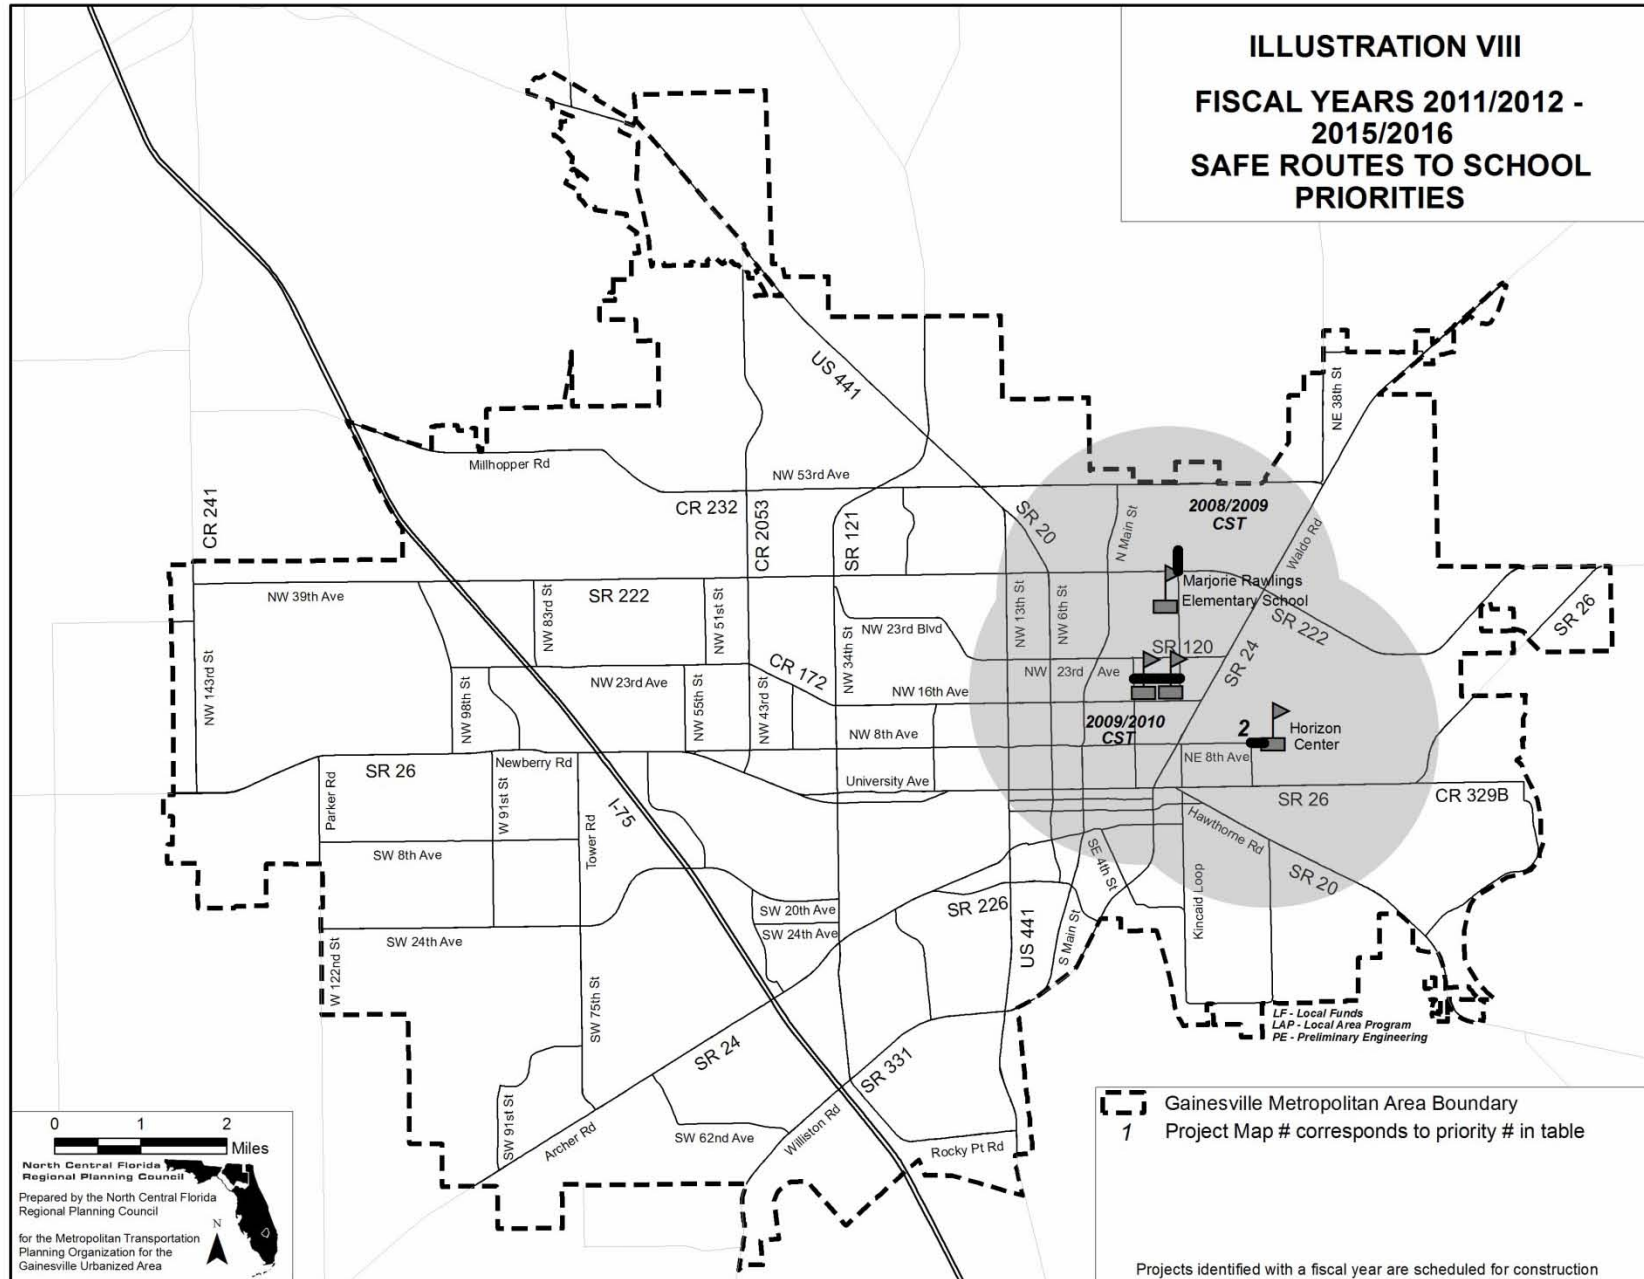 ILLUSTRATION VIII
FISCAL YEARS 2011/2012 -
2015/2016
SAFE ROUTES TO SCHOOL
PRIORITIES
US 441
NE 38th St
Millhopper Rd
NW 53rd Ave
CR 241
CR 232
CR 2053
SR 121
SR 20
N Main St
2008/2009
CST
Waldo Rd
NW 39th Ave
NW 83rd St
SR 222
NW 51st St
NW 34th St
NW 23rd Blvd
NW 13th St
NW 6th St
Marjorie Rawlings
Elementary School
SR 222
SR 26
SR 120
SR 24
NW 143rd St
NW 98th St
NW 23rd Ave
NW 55th St
NW 43rd St
CR 172
NW 16th Ave
NW 23rd Ave
2009/2010
CST
NW 8th Ave
2
Horizon
Center
NE 8th Ave
Parker Rd
SR 26
Newberry Rd
W 91st St
Tower Rd
I-75
University Ave
SR 26
CR 329B
Hawthorne Rd
SW 8th Ave
SE 4th St
SR 20
SW 20th Ave
SR 226
SW 24th Ave
SW 24th Ave
W 122nd St
US 441
S Main St
Kincaid Loop
SW 75th St
LF - Local Funds
LAP - Local Area Program
PE - Preliminary Engineering
SR 24
SR 331
SW 91st St
Archer Rd
SW 62nd Ave
Williston Rd
Rocky Pt Rd
Gainesville Metropolitan Area Boundary
1 Project Map # corresponds to priority # in table
0 1 2
Miles
North Central Florida
Regional Planning Council
Prepared by the North Central Florida
Regional Planning Council
N
for the Metropolitan Transportation
Planning Organization for the
Gainesville Urbanized Area
Projects identified with a fiscal year are scheduled for construction